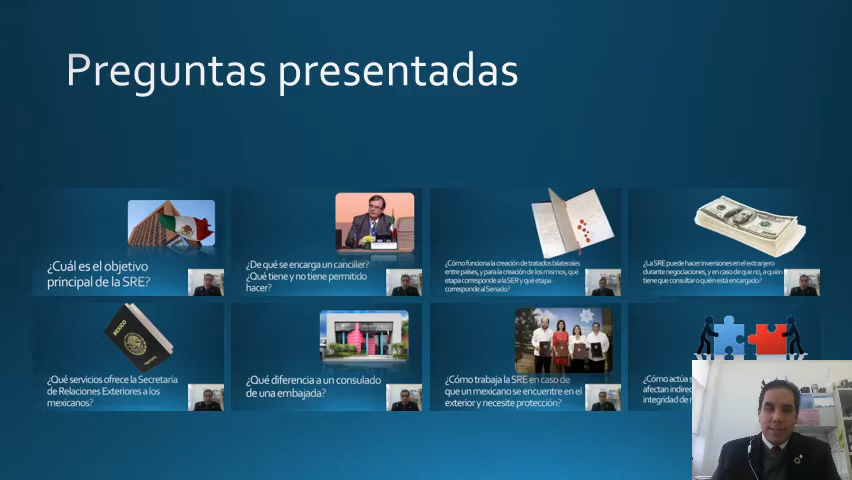 Preguntas presentadas
¿Cuál es el objetivo
principal de la SRE?
¿De qué se encarga un canciller?
¿Qué tiene y no tiene permitido
hacer?
¿Cómo funciona la creación de tratados bilaterales
entre países, y para la creación de los mismos, que
etapa corresponde a la SER y qué etapa
corresponde al Senado?
¿La SRE puede hacer inversiones en el extranjero
durante negociaciones, y en caso de que no, a quién
tiene que consultar o quién está encargado?
MÉXICO
¿Qué servicios ofrece la Secretaría
de Relaciones Exteriores a los
mexicanos?
¿Qué diferencia a un consulado
de una embajada?
¿Cómo trabaja la SRE en caso de
que un mexicano se encuentre en el
exterior y necesite protección?
¿Cómo actúa
afectan indirec
integridad de